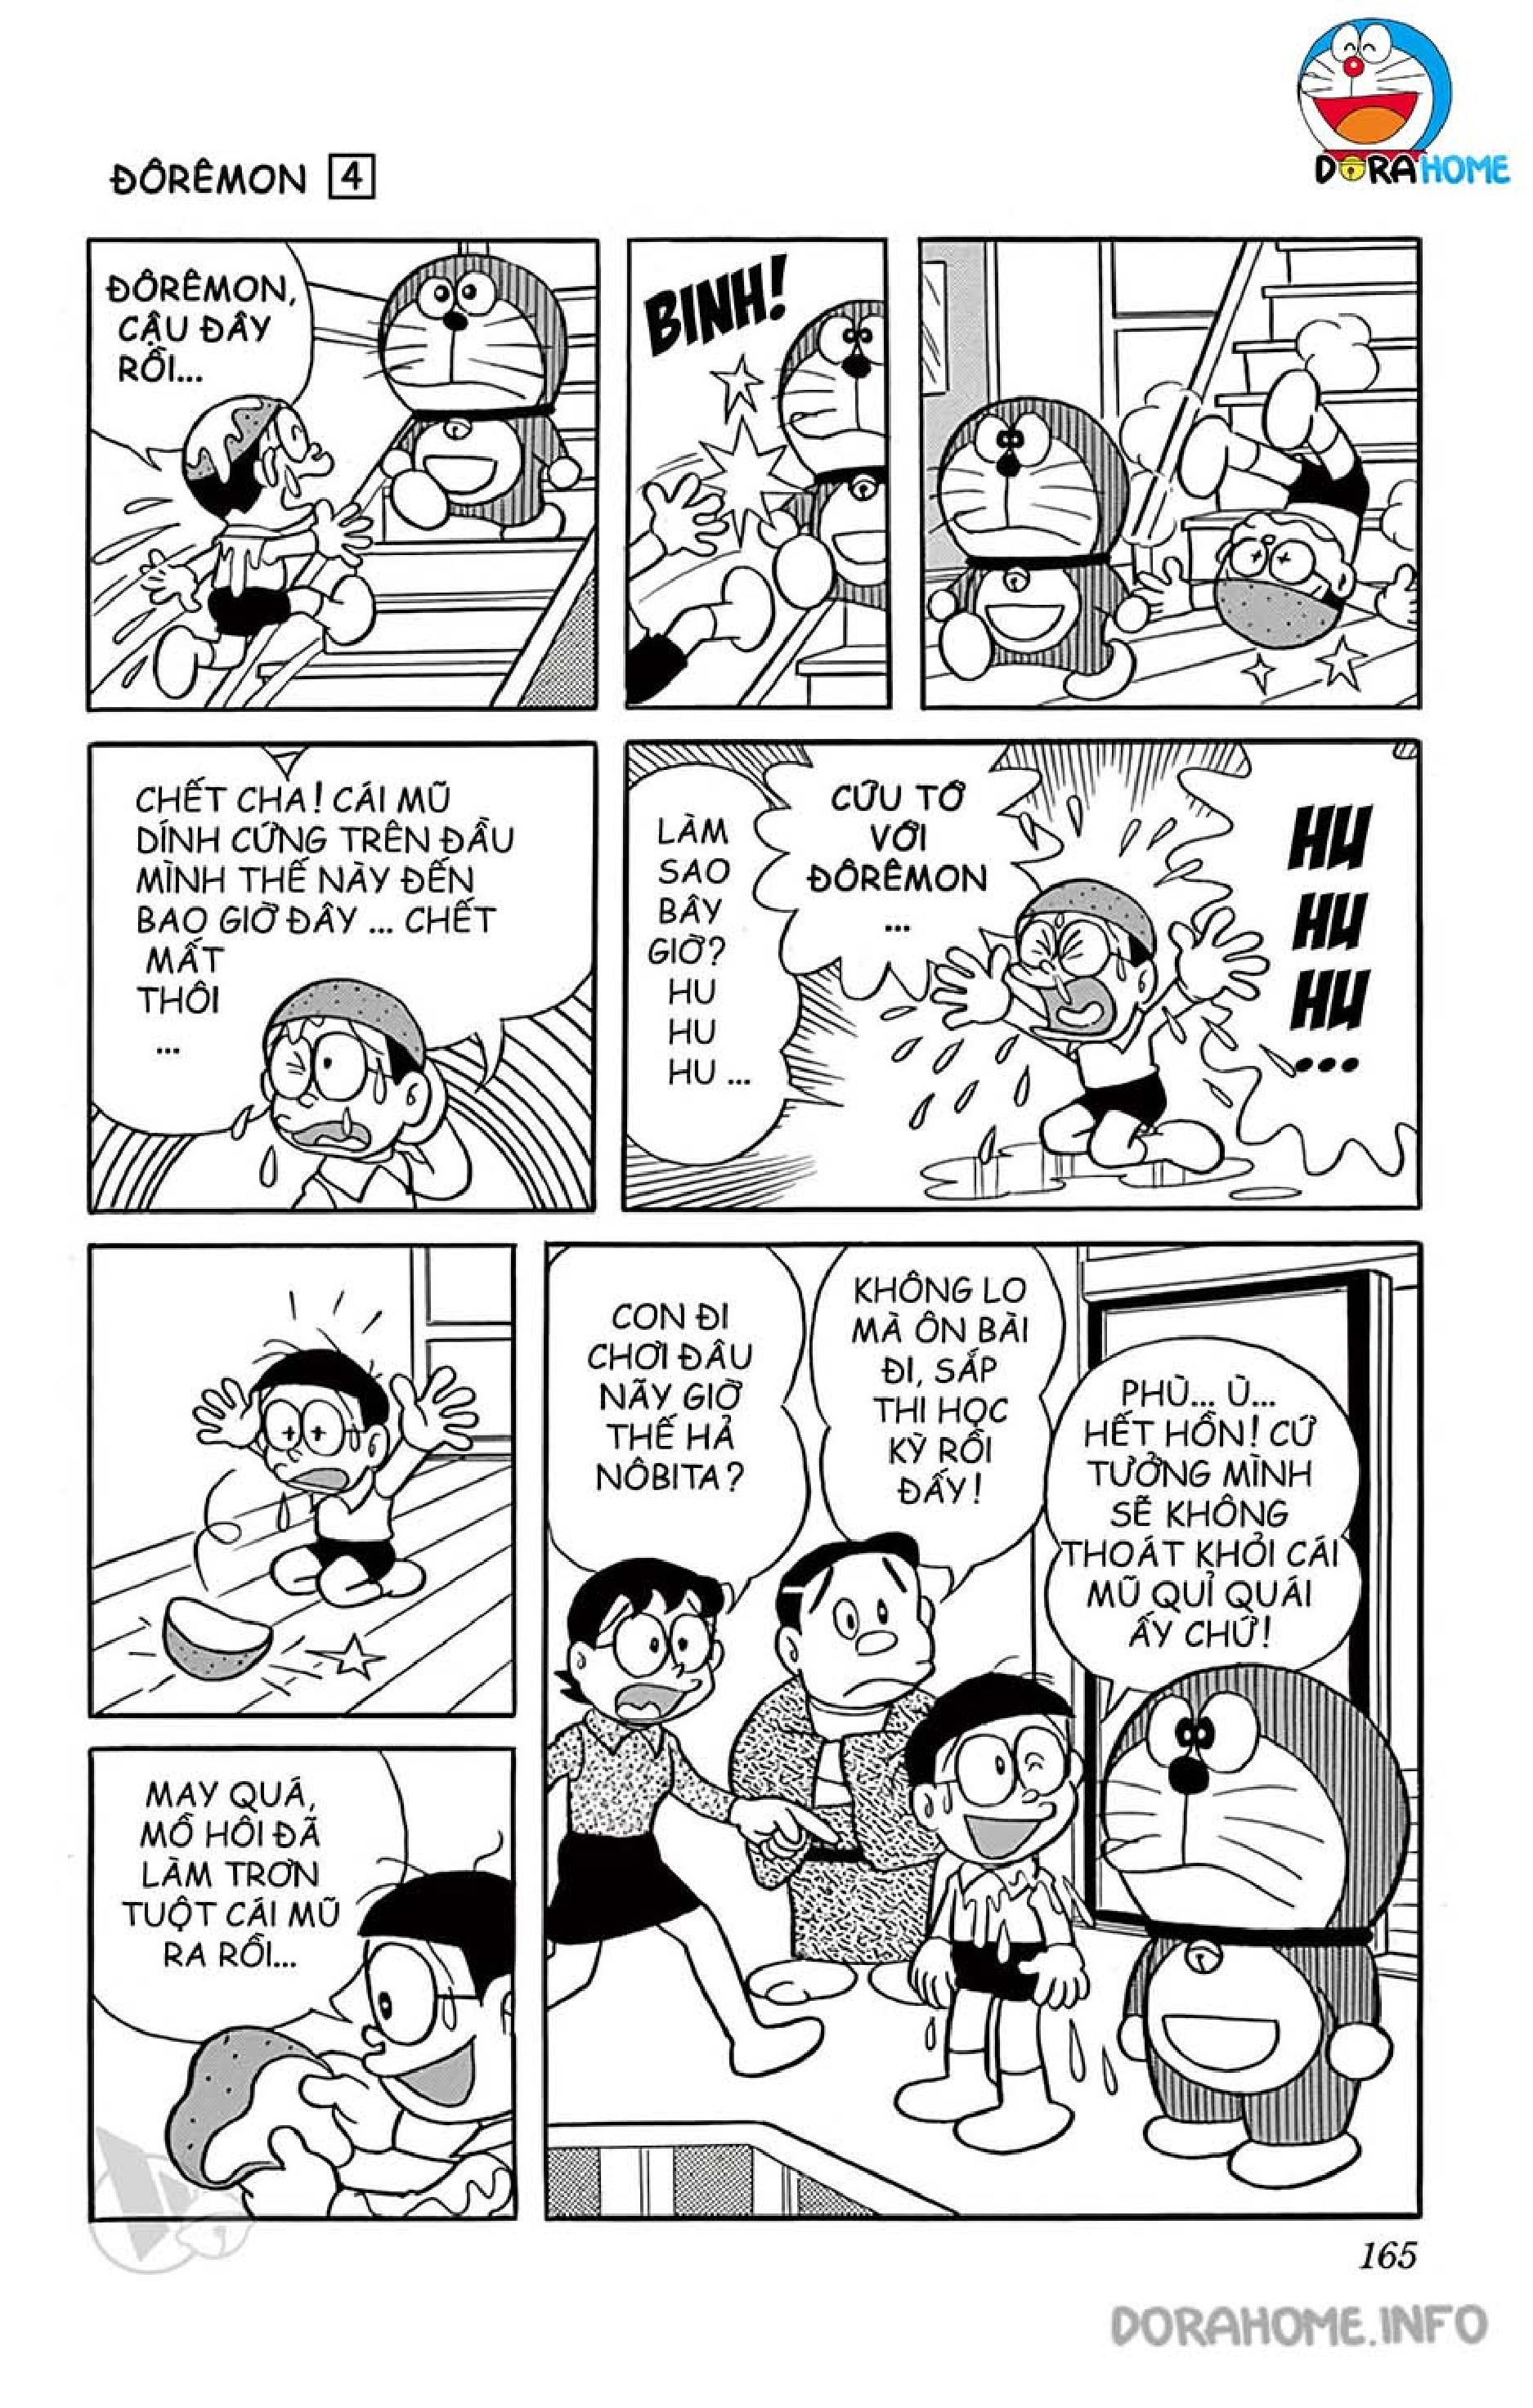 DORAHOME
ĐÔRÊMON 4
ĐÔRÊMON,
CẬU ĐÂY
RỒI...
BINH!
CHẾT CHA! CÁI MŨ
DÍNH CỨNG TRÊN ĐẦU
MÌNH THẾ NÀY ĐẾN
BAO GIỜ ĐÂY ... CHẾT
MẤT
THÔI
...
LÀM
SAO
BÂY
GIỜ?
HU
HU
HU ...
CỨU TỚ
VỚI
ĐÔRÊMON
...
HU
HU
HU
...
MAY QUÁ,
MỒ HÔI ĐÃ
LÀM TRƠN
TUỘT CÁI MŨ
RA RỒI...
CON ĐI
CHƠI ĐÂU
NÃY GIỜ
THẾ HẢ
NÔBITA?
KHÔNG LO
MÀ ÔN BÀI
ĐI, SẮP
THI HỌC
KỲ RỒI
ĐẤY!
PHÙ... Ù...
HẾT HỒN! CỨ
TƯỞNG MÌNH
SẼ KHÔNG
THOÁT KHỎI CÁI
MŨ QUỈ QUÁI
ẤY CHỨ!
165
DORAHOME.INFO